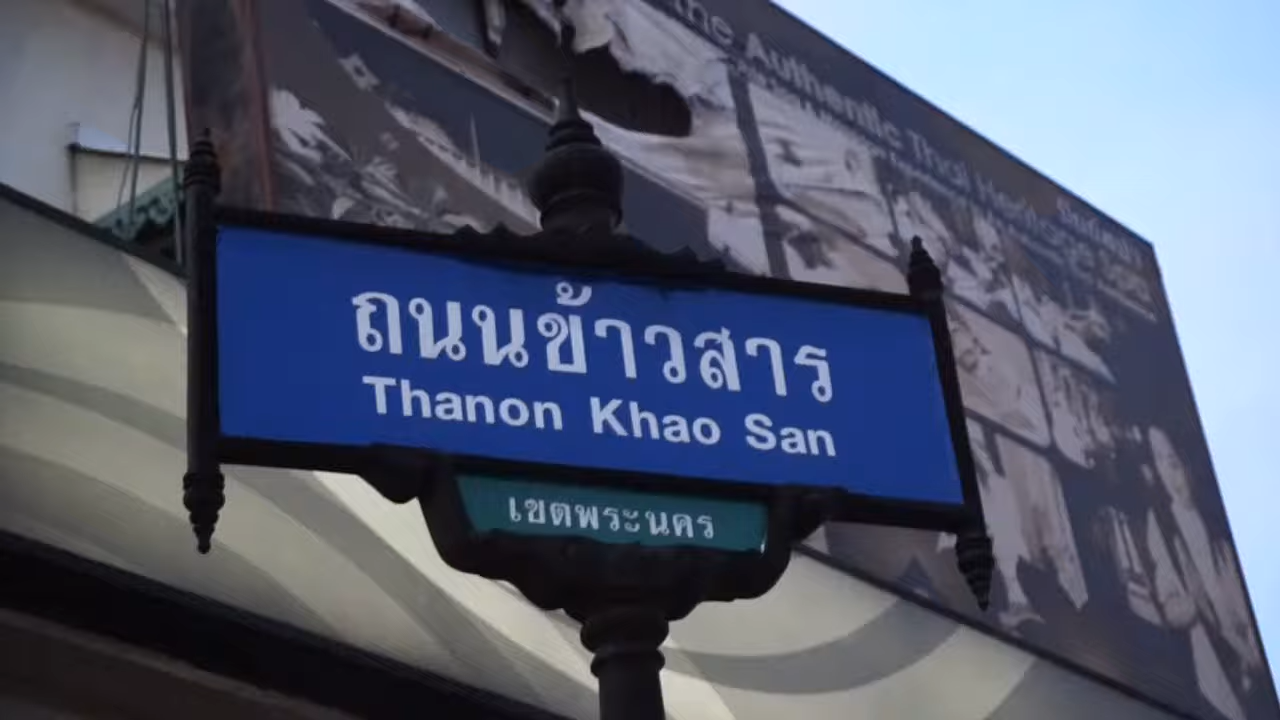 the Authentic Thai
ถนนข้าวสาร
Thanon Khao San
เขตพระนคร